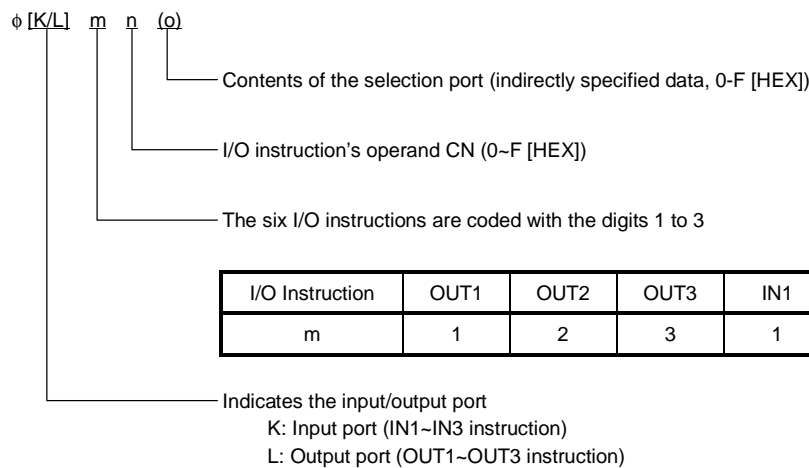 ϕ [K/L] m n (o)
Contents of the selection port (indirectly specified data, 0-F [HEX])
I/O instruction's operand CN (0~F [HEX])
The six I/O instructions are coded with the digits 1 to 3
I/O Instruction OUT1 OUT2 OUT3 IN1
m 1 2 3 1
Indicates the input/output port
K: Input port (IN1~IN3 instruction)
L: Output port (OUT1~OUT3 instruction)